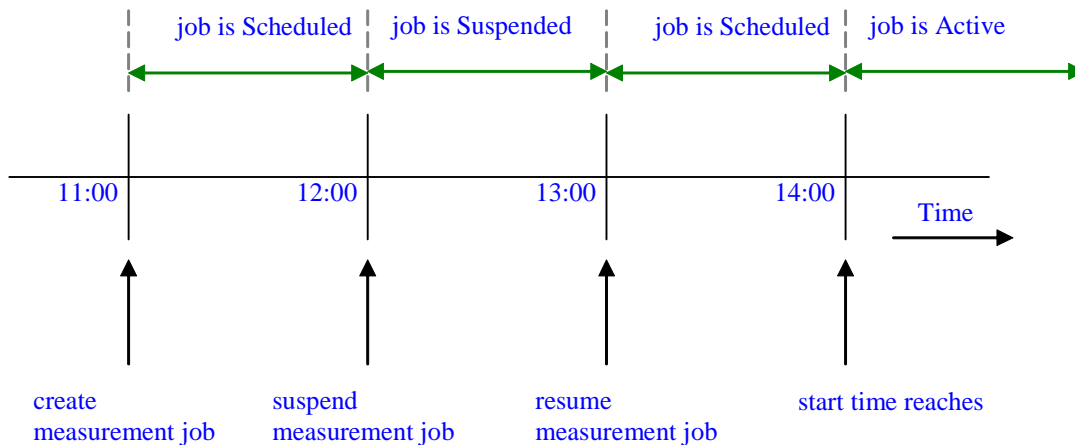 job is Scheduled
job is Suspended
job is Scheduled
job is Active
11:00
12:00
13:00
14:00
Time
create
measurement job
suspend
measurement job
resume
measurement job
start time reaches